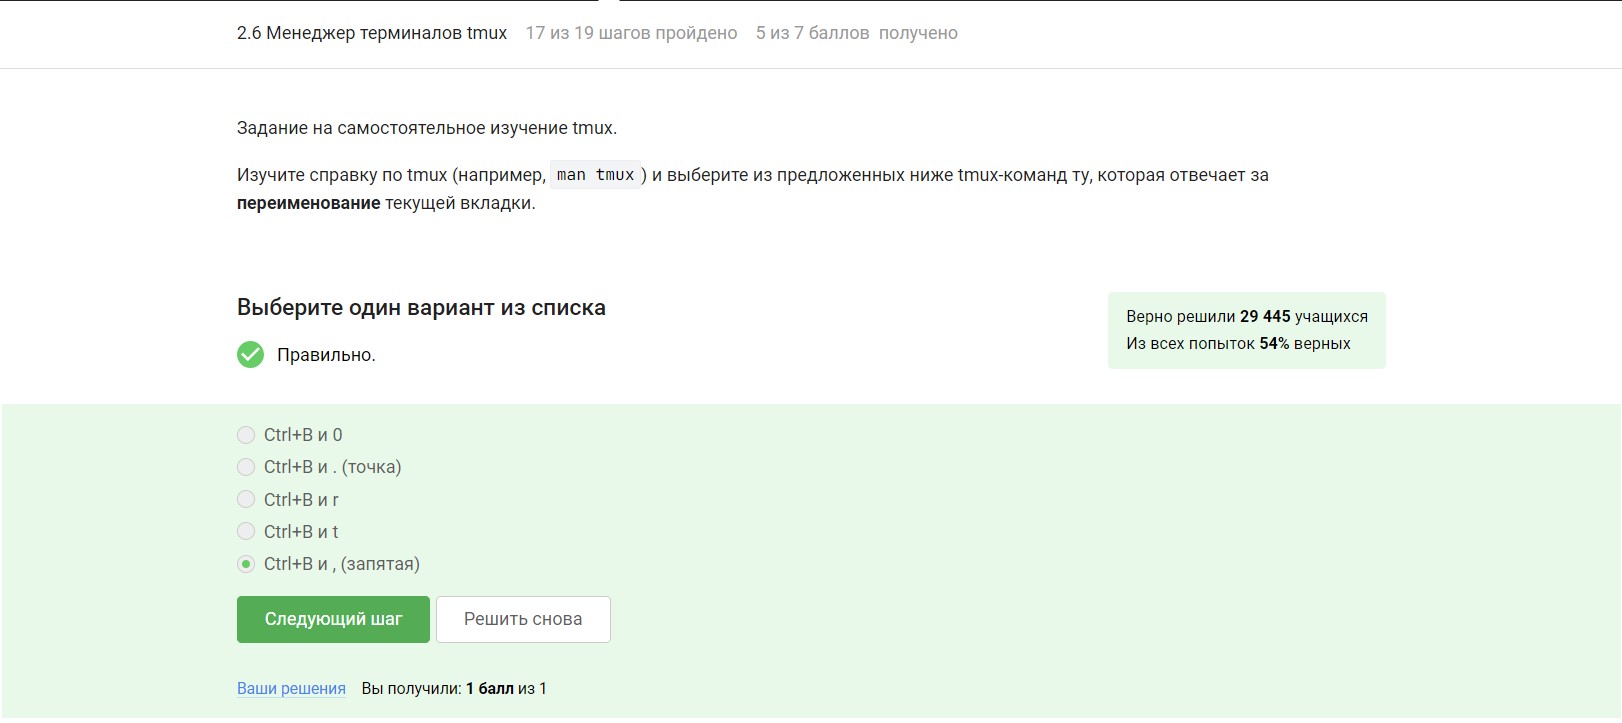 2.6 Менеджер терминалов tmux 17 из 19 шагов пройдено 5 из 7 баллов получено
Задание на самостоятельное изучение tmux.
Изучите справку по tmux (например, man tmux ) и выберите из предложенных ниже tmux-команд ту, которая отвечает за
переименование текущей вкладки.
Выберите один вариант из списка
Правильно.
Верно решили 29 445 учащихся
Из всех попыток 54% верных
Ctrl+B и 0
Ctrl+B и . (точка)
Ctrl+B и r
Ctrl+B и t
Ctrl+B и , (запятая)
Следующий шаг Решить снова
Ваши решения Вы получили: 1 балл из 1